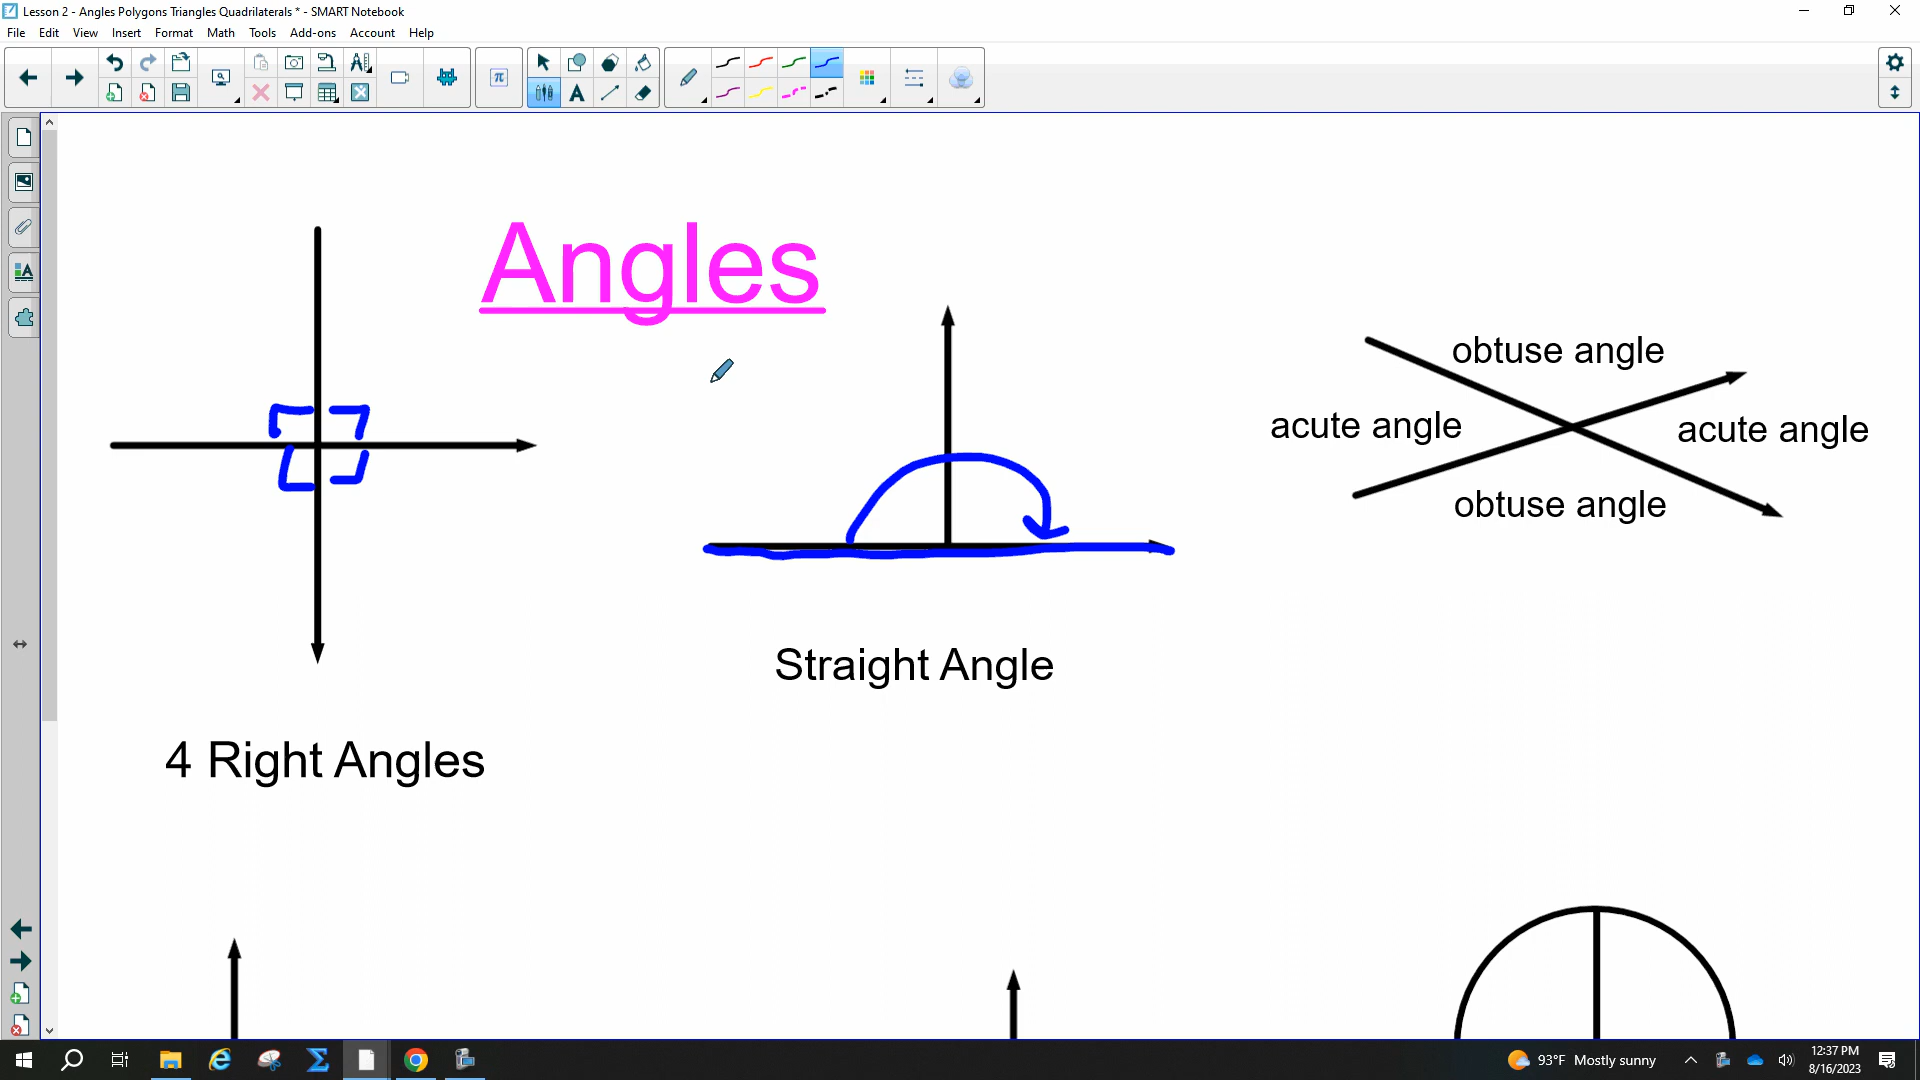 Lesson 2 - Angles Polygons Triangles Quadrilaterals * - SMART Notebook
File Edit View Insert Format Math Tools Add-ons Account Help
Angles
obtuse angle
acute angle
acute angle
obtuse angle
Straight Angle
4 Right Angles
93°F Mostly sunny
12:37 PM
8/16/2023